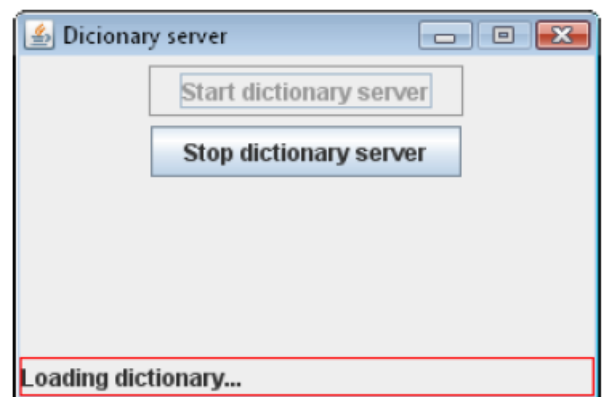 Dicionary server
Start dictionary server
Stop dictionary server
Loading dictionary...